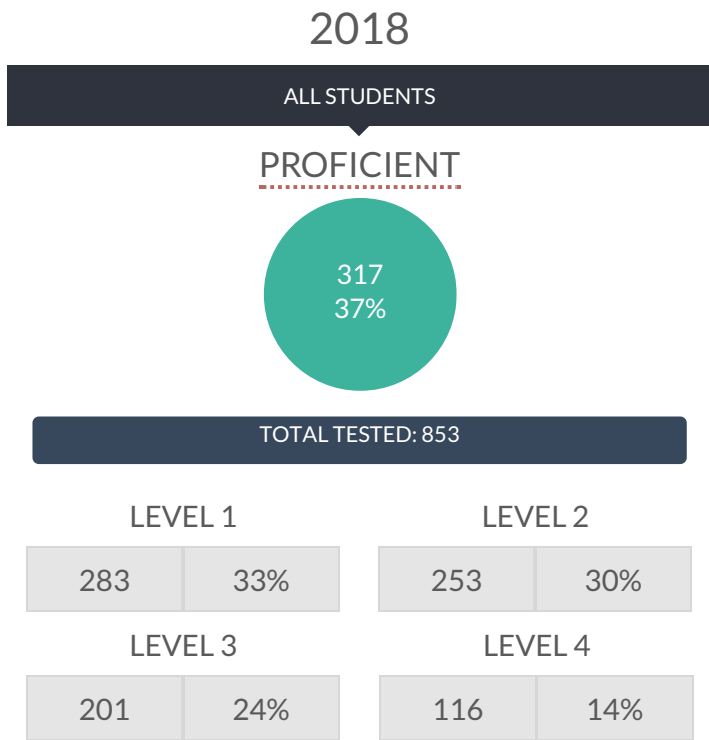 2018
ALL STUDENTS
PROFICIENT
317
37%
TOTAL TESTED: 853
LEVEL 1 LEVEL 2
283 33% 253 30%
LEVEL 3 LEVEL 4
201 24% 116 14%